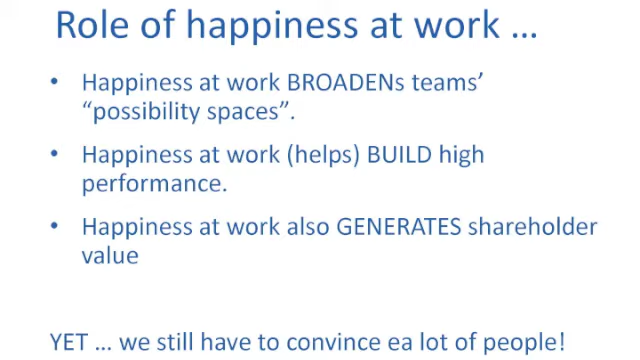 Role of happiness at work ...
• Happiness at work BROADENs teams’
“possibility spaces”.
• Happiness at work (helps) BUILD high
performance.
• Happiness at work also GENERATES shareholder
value
YET ... we still have to convince ea lot of people!